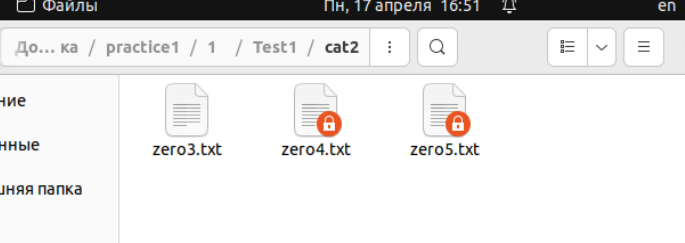 Файлы Пн, 17 апреля 16:51 en
До... ка / practice1 / 1 / Test1 / cat2
ние
нные
шняя папка
zero3.txt zero4.txt zero5.txt